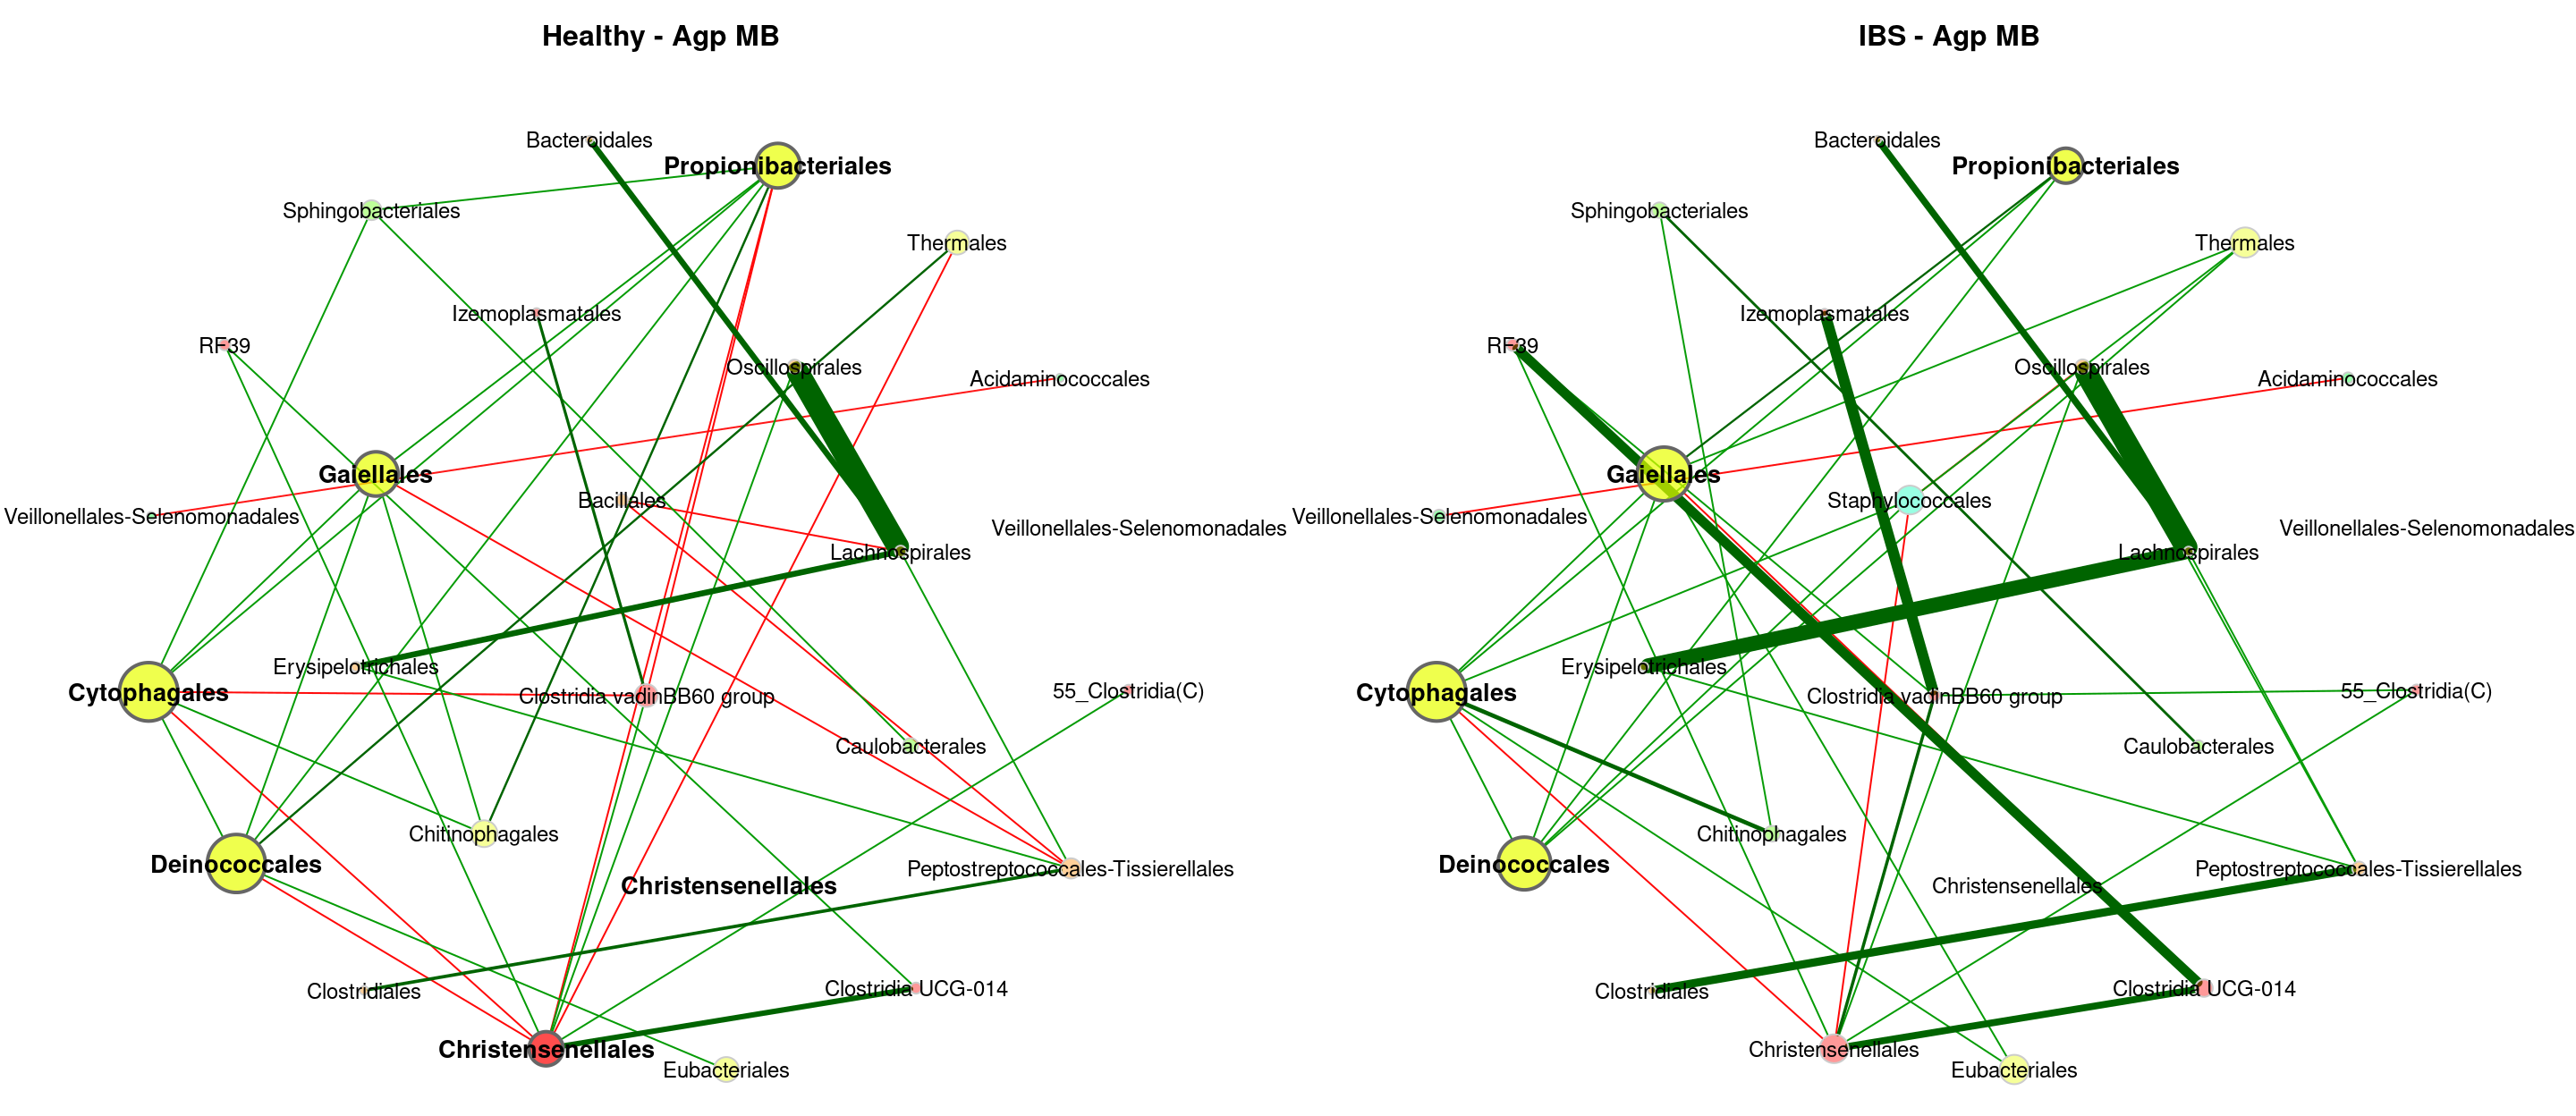 Healthy - Agp MB
Bacteroidales
Propionibacteriales
Sphingobacteriales
Thermales
Izemoplasmatales
RF39
Oscillospirales
Acidaminococcales
Gaiellales
Bacillales
Veillonellales-Selenomonadales
Veillonellales-Selenomonadales
Lachnospirales
Erysipelotrichales
Cytophagales
Clostridia vadinBB60 group
55_Clostridia(C)
Caulobacterales
Chitinophagales
Deinococcales
Peptostreptococcales-Tissierellales
Christensenellales
Clostridiales
Clostridia UCG-014
Christensenellales
Eubacteriales
IBS - Agp MB
Bacteroidales
Propionibacteriales
Sphingobacteriales
Thermales
Izemoplasmatales
RF39
Oscillospirales
Acidaminococcales
Gaiellales
Staphylococcales
Veillonellales-Selenomonadales
Veillonellales-Selenomonadales
Lachnospirales
Erysipelotrichales
Cytophagales
Clostridia vadinBB60 group
55_Clostridia(C)
Caulobacterales
Chitinophagales
Deinococcales
Peptostreptococcales-Tissierellales
Christensenellales
Clostridiales
Clostridia UCG-014
Christensenellales
Eubacteriales